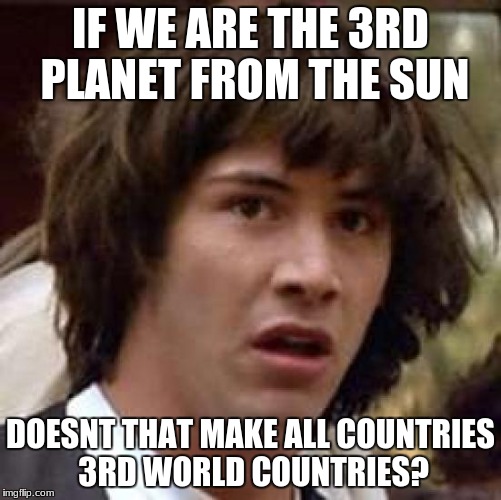 IF WE ARE THE 3RD
PLANET FROM THE SUN
DOESNT THAT MAKE ALL COUNTRIES
3RD WORLD COUNTRIES?
imgflip.com